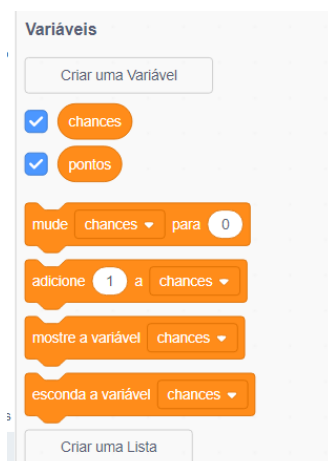 Variáveis
Criar uma Variável
chances
pontos
mude chances para 0
adicione 1 a chances
mostre a variável chances
esconda a variável chances
s
Criar uma Lista